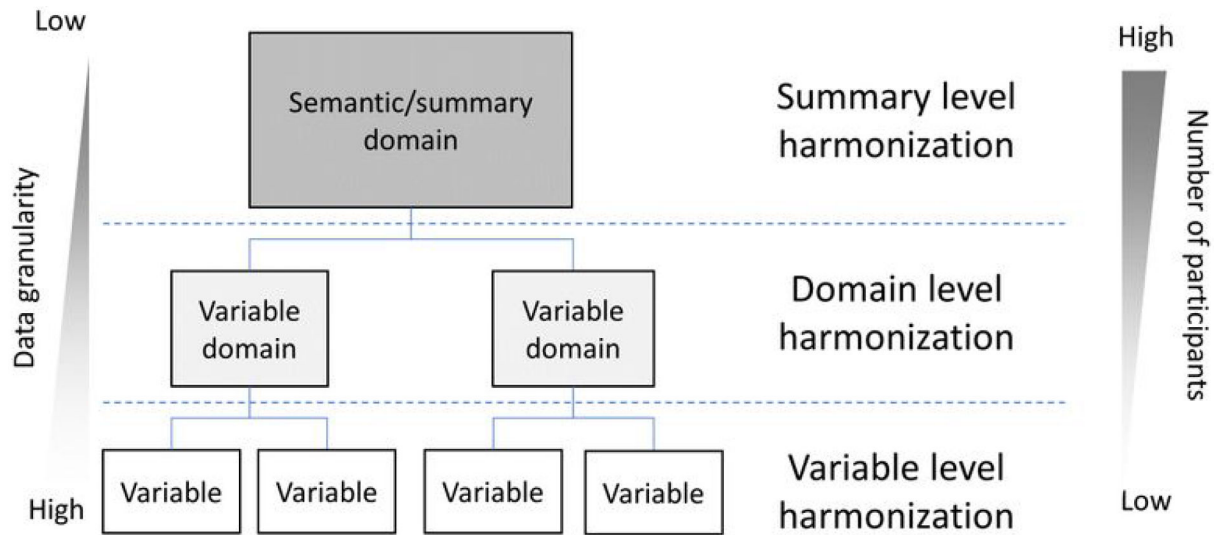 Low
High
Semantic/summary
domain
Summary level
harmonization
Data granularity
Number of participants
Variable
domain
Variable
domain
Domain level
harmonization
Variable
Variable
Variable
Variable
Variable level
harmonization
High
Low